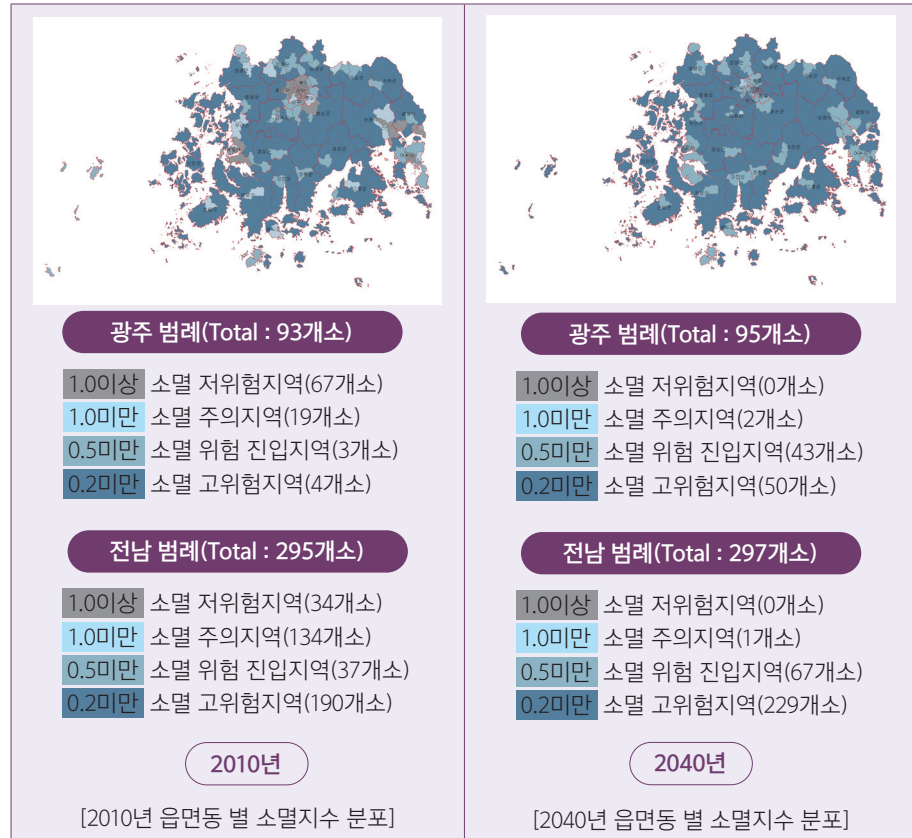 광주 범례(Total : 93개소)
1.0이상 소멸 저위험지역(67개소)
1.0미만 소멸 주의지역(19개소)
0.5미만 소멸 위험 진입지역(3개소)
0.2미만 소멸 고위험지역(4개소)
전남 범례(Total : 295개소)
1.0이상 소멸 저위험지역(34개소)
1.0미만 소멸 주의지역(134개소)
0.5미만 소멸 위험 진입지역(37개소)
0.2미만 소멸 고위험지역(190개소)
2010년
[2010년 읍면동 별 소멸지수 분포]
광주 범례(Total : 95개소)
1.0이상 소멸 저위험지역(0개소)
1.0미만 소멸 주의지역(2개소)
0.5미만 소멸 위험 진입지역(43개소)
0.2미만 소멸 고위험지역(50개소)
전남 범례(Total : 297개소)
1.0이상 소멸 저위험지역(0개소)
1.0미만 소멸 주의지역(1개소)
0.5미만 소멸 위험 진입지역(67개소)
0.2미만 소멸 고위험지역(229개소)
2040년
[2040년 읍면동 별 소멸지수 분포]